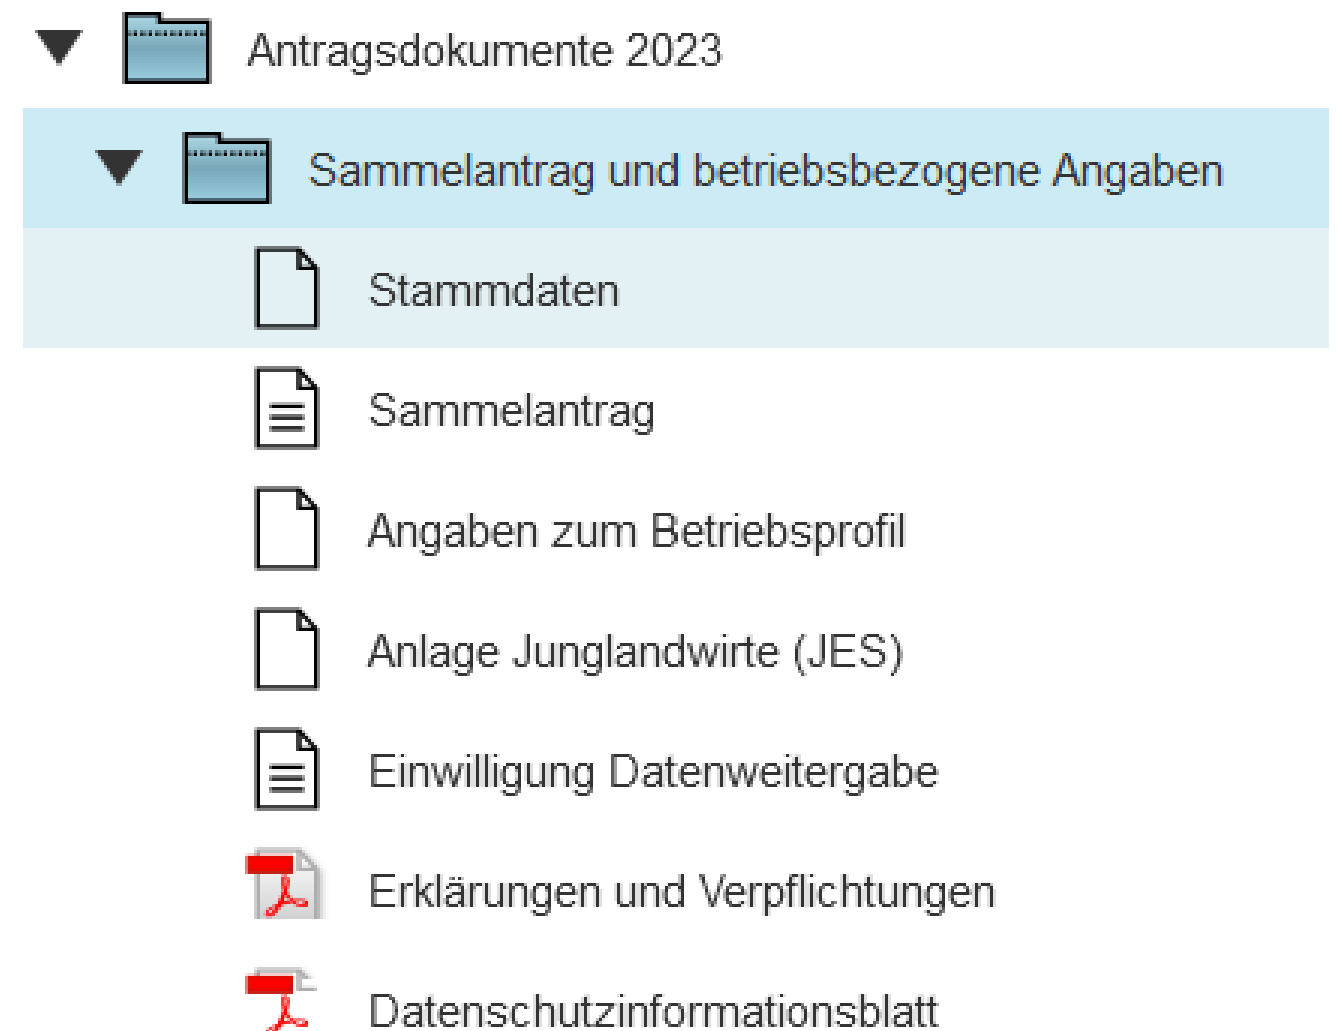 Antragsdokumente 2023
Sammelantrag und betriebsbezogene Angaben
Stammdaten
Sammelantrag
Angaben zum Betriebsprofil
Anlage Junglandwirte (JES)
Einwilligung Datenweitergabe
Erklärungen und Verpflichtungen
Datenschutzinformationsblatt